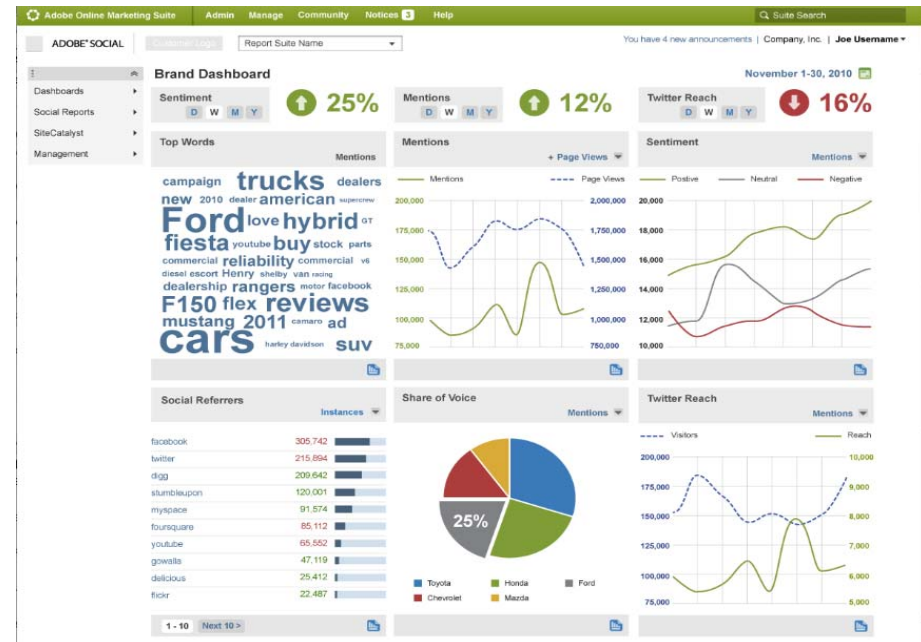 Adobe Online Marketing Suite Admin Manage Community Notices 3 Help Suite Search
ADOBE® SOCIAL Customer Logo Report Suite Name You have 4 new announcements | Company, Inc. | Joe Username
Dashboards
Social Reports
SiteCatalyst
Management
Brand Dashboard November 1-30, 2010
Sentiment D W M Y 25%
Mentions D W M Y 12%
Twitter Reach D W M Y 16%
Top Words
Mentions
campaign trucks dealers
new 2010 dealer american supercrew
Ford love hybrid GT
fiesta youtube buy stock parts
commercial reliability commercial v6
diesel escort Henry shelby van racing
dealership rangers motor facebook
F150 flex reviews
mustang 2011 camaro ad
cars harley davidson suv
Mentions
+ Page Views
Mentions Page Views
200,000 2,000,000
175,000 1,750,000
150,000 1,500,000
125,000 1,250,000
100,000 1,000,000
75,000 750,000
Sentiment
Mentions
Postive Neutral Negative
20,000
18,000
16,000
14,000
12,000
10,000
Social Referrers
Instances
facebook 305,742
twitter 215,894
digg 209,642
stumbleupon 120,001
myspace 91,574
foursquare 85,112
youtube 65,552
gowalla 47,119
delicious 25,412
flickr 22,487
1 - 10 Next 10 >
Share of Voice
Mentions
25%
Toyota Honda Ford
Chevrolet Mazda
Twitter Reach
Mentions
Visitors Reach
200,000 10,000
175,000 9,000
150,000 8,000
125,000 7,000
100,000 6,000
75,000 5,000